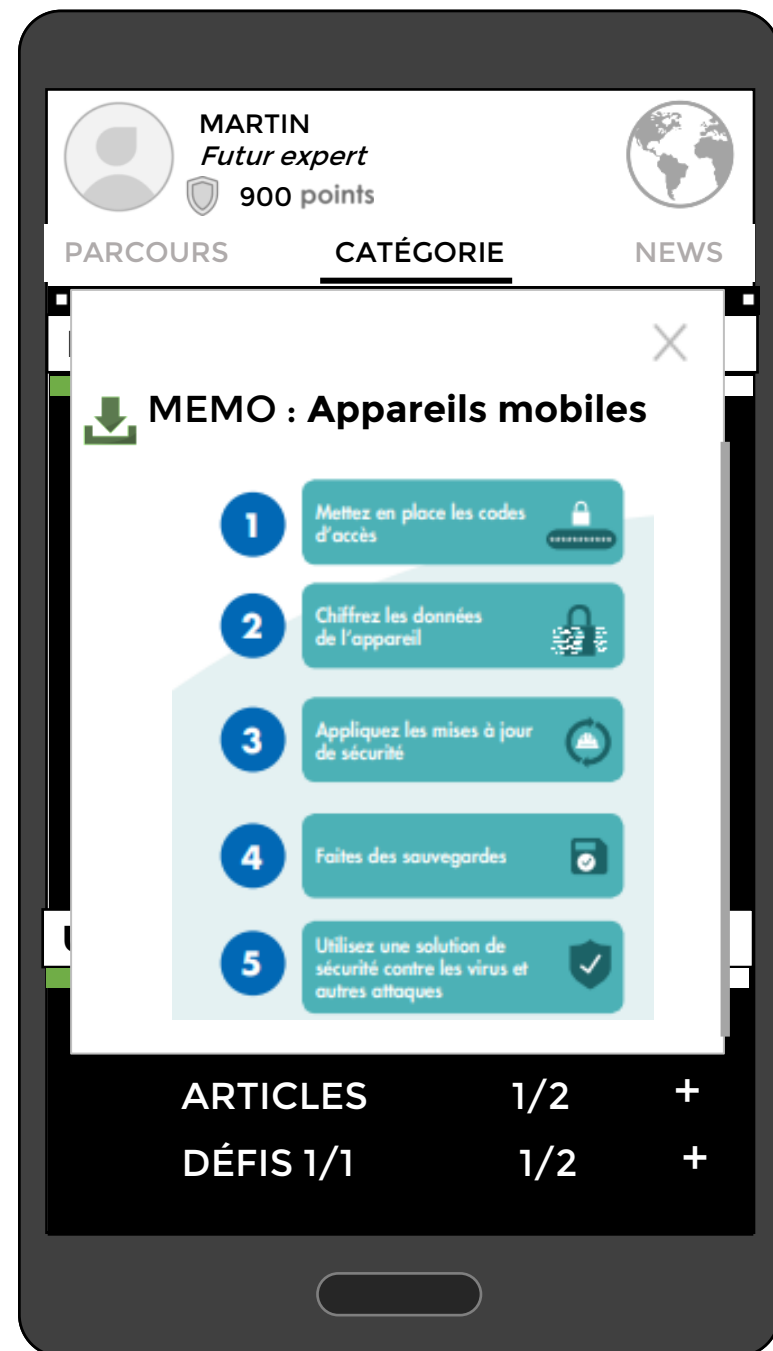 MARTIN
Futur expert
900 points
PARCOURS CATÉGORIE NEWS
MEMO : Appareils mobiles
1
Mettez en place les codes
d'accès
2
Chiffrez les données
de l'appareil
3
Appliquez les mises à jour
de sécurité
4
Faites des sauvegardes
5
Utilisez une solution de
sécurité contre les virus et
autres attaques
ARTICLES 1/2 +
DÉFIS 1/1 1/2 +